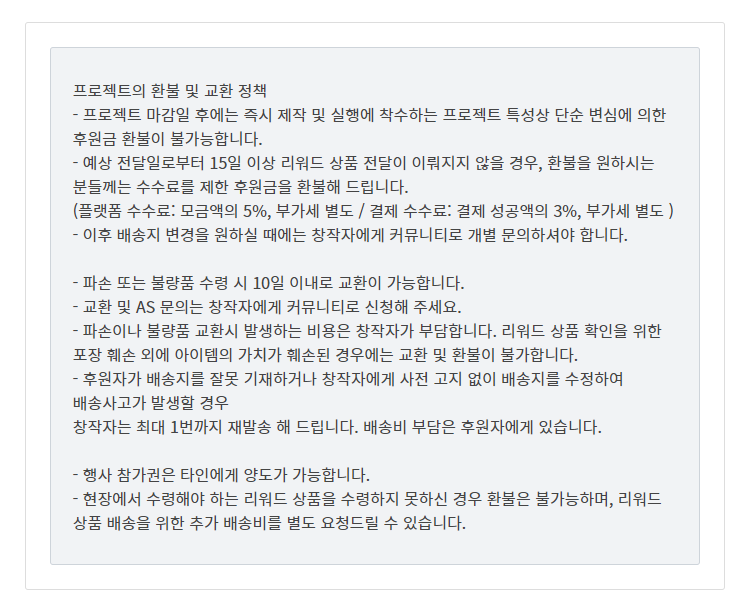 프로젝트의 환불 및 교환 정책
- 프로젝트 마감일 후에는 즉시 제작 및 실행에 착수하는 프로젝트 특성상 단순 변심에 의한
후원금 환불이 불가능합니다.
- 예상 전달일로부터 15일 이상 리워드 상품 전달이 이뤄지지 않을 경우, 환불을 원하시는
분들께는 수수료를 제한 후원금을 환불해 드립니다.
(플랫폼 수수료: 모금액의 5%, 부가세 별도 / 결제 수수료: 결제 성공액의 3%, 부가세 별도 )
- 이후 배송지 변경을 원하실 때에는 창작자에게 커뮤니티로 개별 문의하셔야 합니다.
- 파손 또는 불량품 수령 시 10일 이내로 교환이 가능합니다.
- 교환 및 AS 문의는 창작자에게 커뮤니티로 신청해 주세요.
- 파손이나 불량품 교환시 발생하는 비용은 창작자가 부담합니다. 리워드 상품 확인을 위한
포장 훼손 외에 아이템의 가치가 훼손된 경우에는 교환 및 환불이 불가합니다.
- 후원자가 배송지를 잘못 기재하거나 창작자에게 사전 고지 없이 배송지를 수정하여
배송사고가 발생할 경우
창작자는 최대 1번까지 재발송 해 드립니다. 배송비 부담은 후원자에게 있습니다.
- 행사 참가권은 타인에게 양도가 가능합니다.
- 현장에서 수령해야 하는 리워드 상품을 수령하지 못하신 경우 환불은 불가능하며, 리워드
상품 배송을 위한 추가 배송비를 별도 요청드릴 수 있습니다.